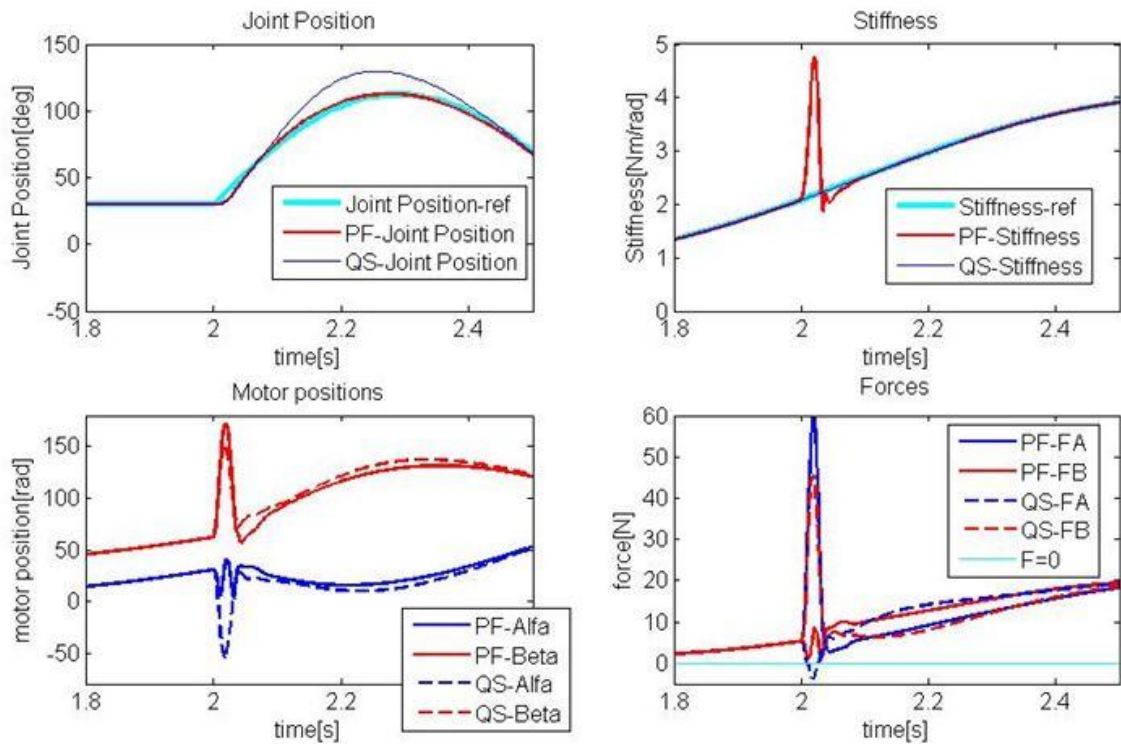 Joint Position
Joint Position[deg]
150
100
50
0
-50
1.8
2
2.2
2.4
time[s]
Joint Position-ref
PF-Joint Position
QS-Joint Position
Stiffness
Stiffness[Nm/rad]
5
4
3
2
1
0
1.8
2
2.2
2.4
time[s]
Stiffness-ref
PF-Stiffness
QS-Stiffness
Motor positions
motor position[rad]
150
100
50
0
-50
1.8
2
2.2
2.4
time[s]
PF-Alfa
PF-Beta
QS-Alfa
QS-Beta
Forces
force[N]
60
50
40
30
20
10
0
1.8
2
2.2
2.4
time[s]
PF-FA
PF-FB
QS-FA
QS-FB
F=0